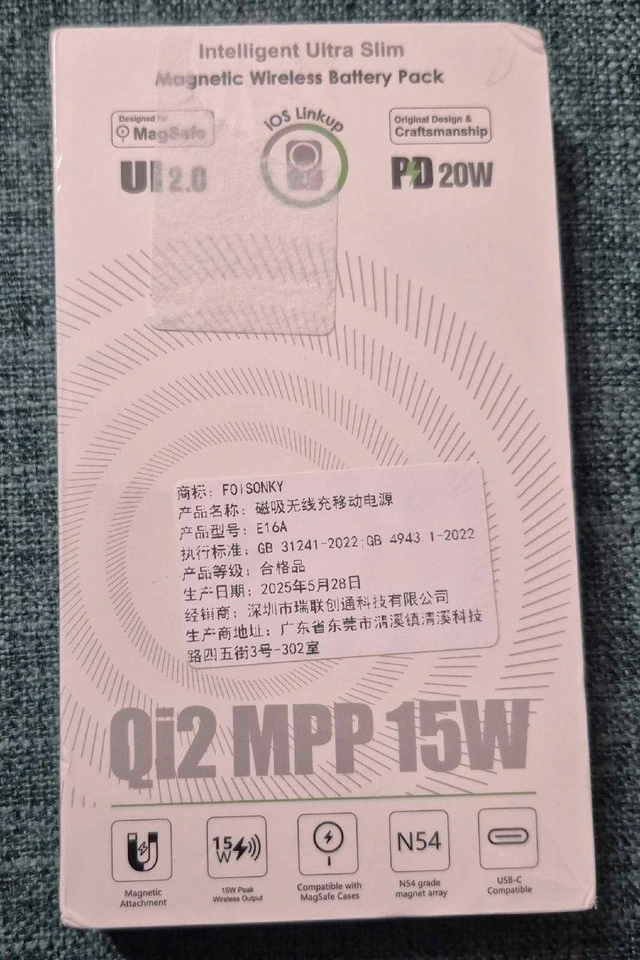 Intelligent Ultra Slim
Magnetic Wireless Battery Pack
Designed for
MagSafe
iOS Linkup
Original Design &
Craftsmanship
UI 2.0
PD 20W
商标: FOISONKY
产品名称: 磁吸无线充移动电源
产品型号: E16A
执行标准: GB 31241-2022;GB 4943 1-2022
产品等级: 合格品
生产日期: 2025年5月28日
经销商: 深圳市瑞联创通科技有限公司
生产商地址: 广东省东莞市清溪镇清溪科技
路四五街3号-302室
Qi2 MPP 15W
15
W
N54
Magnetic
Attachment
15W Peak
Wireless Output
Compatible with
MagSafe Cases
N54 grade
magnet array
USB-C
Compatible